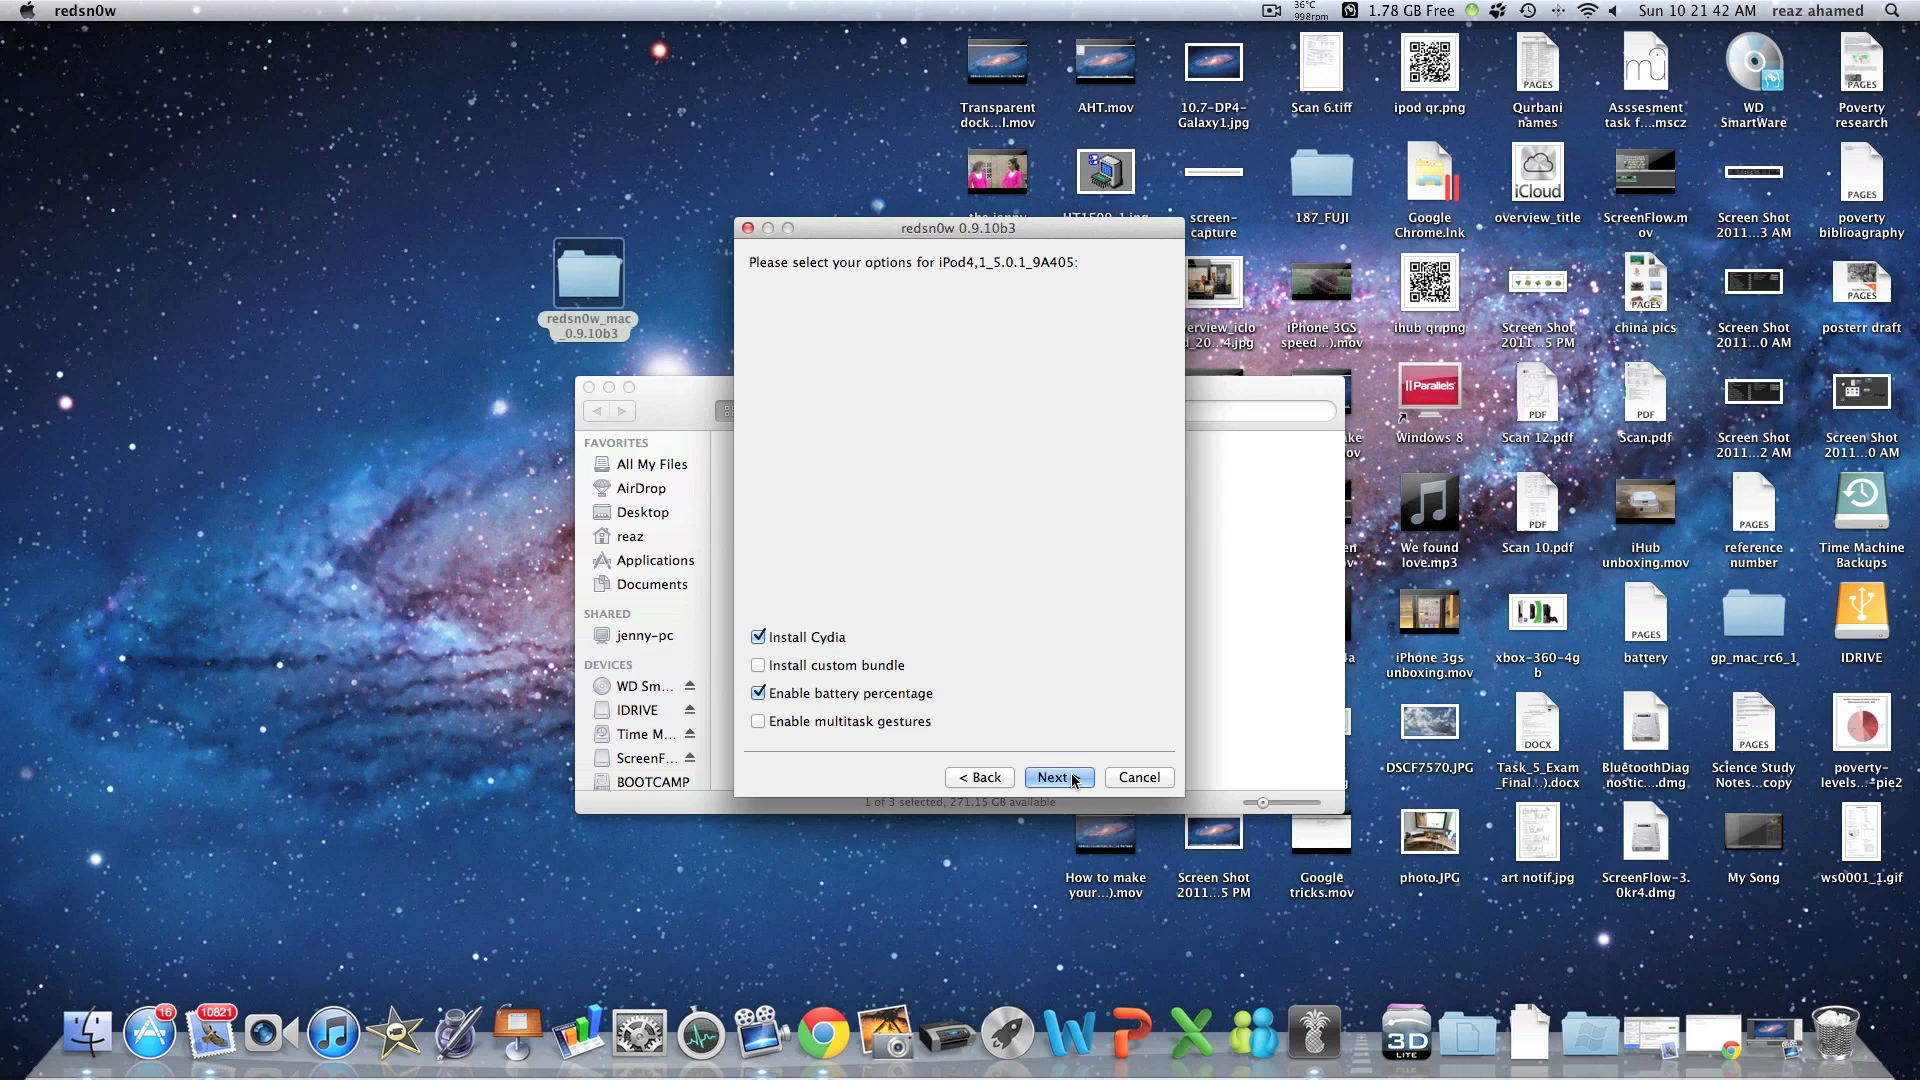 redsn0w
36°C
998rpm
1.78 GB Free
Sun 10 21 42 AM
reaz ahamed
Transparent
dock...l.mov
AHT.mov
10.7-DP4-
Galaxy1.jpg
Scan 6.tiff
ipod qr.png
Qurbani
names
Asssesment
task f....mscz
WD
SmartWare
Poverty
research
screen-
capture
187_FUJI
Google
Chrome.lnk
iCloud
overview_title
ScreenFlow.m
ov
Screen Shot
2011...3 AM
poverty
biblioagraphy
redsn0w_mac
_0.9.10b3
iPhone 3GS
speed...).mov
ihub qr.png
Screen Shot
2011...5 PM
china pics
Screen Shot
2011...0 AM
posterr draft
Parallels
Windows 8
Scan 12.pdf
Scan.pdf
Screen Shot
2011...2 AM
Screen Shot
2011...0 AM
We found
love.mp3
Scan 10.pdf
iHub
unboxing.mov
reference
number
Time Machine
Backups
iPhone 3gs
unboxing.mov
xbox-360-4g
b
battery
gp_mac_rc6_1
IDRIVE
DSCF7570.JPG
Task_5_Exam
_Final...).docx
BluetoothDiag
nostic....dmg
Science Study
Notes...copy
poverty-
levels...-pie2
How to make
your...).mov
Screen Shot
2011...5 PM
Google
tricks.mov
photo.JPG
art notif.jpg
ScreenFlow-3.
0kr4.dmg
My Song
ws0001_1.gif
PAGES
PDF
DOCX
redsn0w 0.9.10b3
Please select your options for iPod4,1_5.0.1_9A405:
Install Cydia
Install custom bundle
Enable battery percentage
Enable multitask gestures
< Back
Next
Cancel
FAVORITES
All My Files
AirDrop
Desktop
reaz
Applications
Documents
SHARED
jenny-pc
DEVICES
WD Sm...
IDRIVE
Time M...
ScreenF...
BOOTCAMP
1 of 3 selected, 271.15 GB available
16
10821
3D
LITE